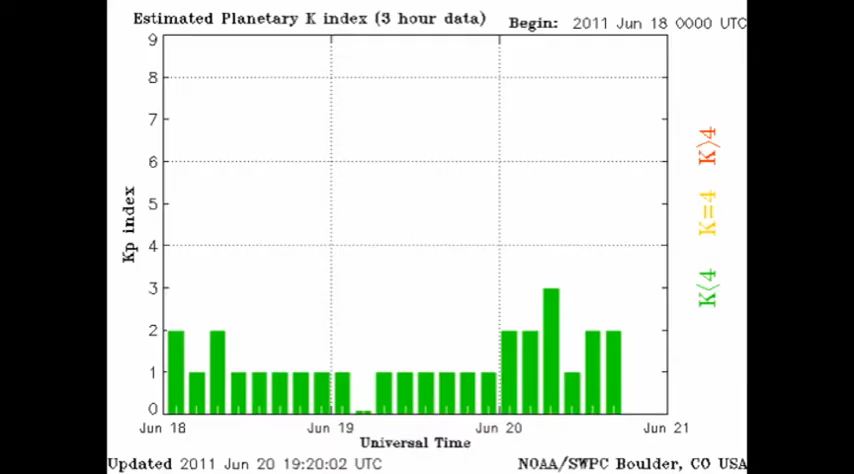 Estimated Planetary K index (3 hour data) Begin: 2011 Jun 18 0000 UTC
9
8
7
6
5
4
3
2
1
0
Kp index
K>4
K=4
K<4
Jun 18 Jun 19 Jun 20 Jun 21
Universal Time
Updated 2011 Jun 20 19:20:02 UTC NOAA/SWPC Boulder, CO USA